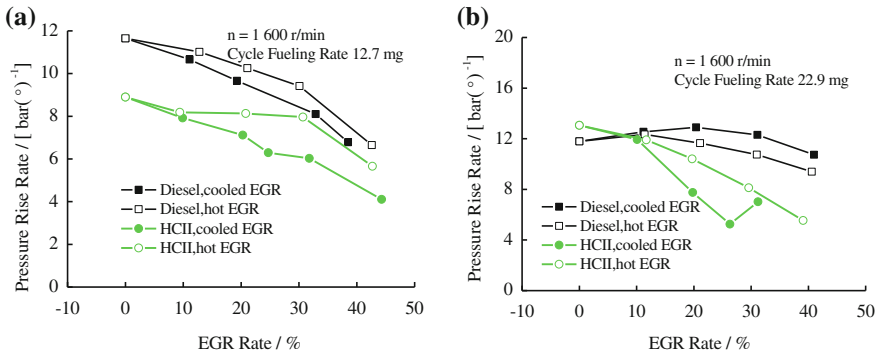 (a)
n = 1 600 r/min
Cycle Fueling Rate 12.7 mg
Pressure Rise Rate / [ bar( ° )⁻¹]
12
10
8
6
4
2
0
Diesel,cooled EGR
Diesel,hot EGR
HCII,cooled EGR
HCII,hot EGR
-10 0 10 20 30 40 50
EGR Rate / %
(b)
n = 1 600 r/min
Cycle Fueling Rate 22.9 mg
Pressure Rise Rate / [ bar( ° )⁻¹]
20
16
12
8
4
0
Diesel,cooled EGR
Diesel,hot EGR
HCII,cooled EGR
HCII,hot EGR
-10 0 10 20 30 40 50
EGR Rate / %